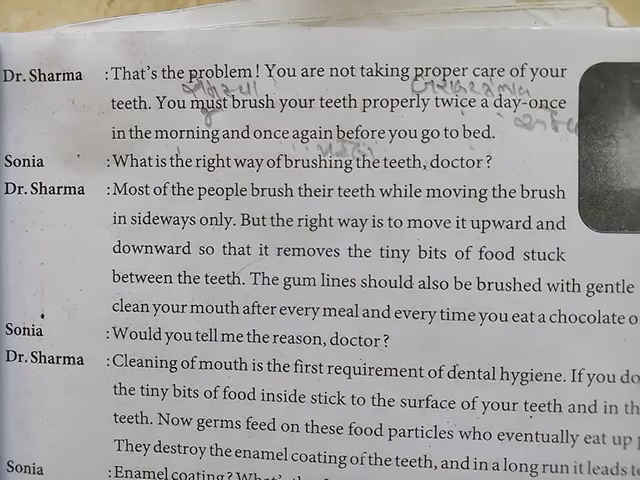 Dr. Sharma : That's the problem! You are not taking proper care of your
teeth. You must brush your teeth properly twice a day-once
in the morning and once again before you go to bed.
Sonia : What is the right way of brushing the teeth, doctor?
Dr. Sharma : Most of the people brush their teeth while moving the brush
in sideways only. But the right way is to move it upward and
downward so that it removes the tiny bits of food stuck
between the teeth. The gum lines should also be brushed with gentle
clean your mouth after every meal and every time you eat a chocolate
Sonia : Would you tell me the reason, doctor?
Dr. Sharma : Cleaning of mouth is the first requirement of dental hygiene. If you
the tiny bits of food inside stick to the surface of your teeth and in
teeth. Now germs feed on these food particles who eventually eat up
They destroy the enamel coating of the teeth, and in a long run it leads
Sonia : Enamel coating?